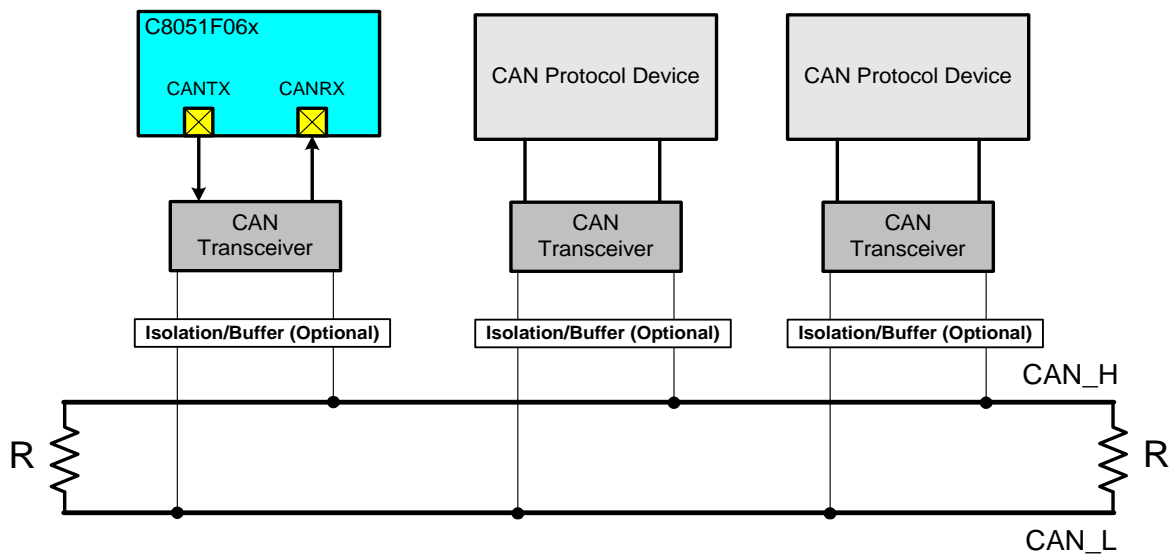 C8051F06x
CANTX
CANRX
CAN Protocol Device
CAN Protocol Device
CAN
Transceiver
CAN
Transceiver
CAN
Transceiver
Isolation/Buffer (Optional)
Isolation/Buffer (Optional)
Isolation/Buffer (Optional)
CAN_H
R
R
CAN_L